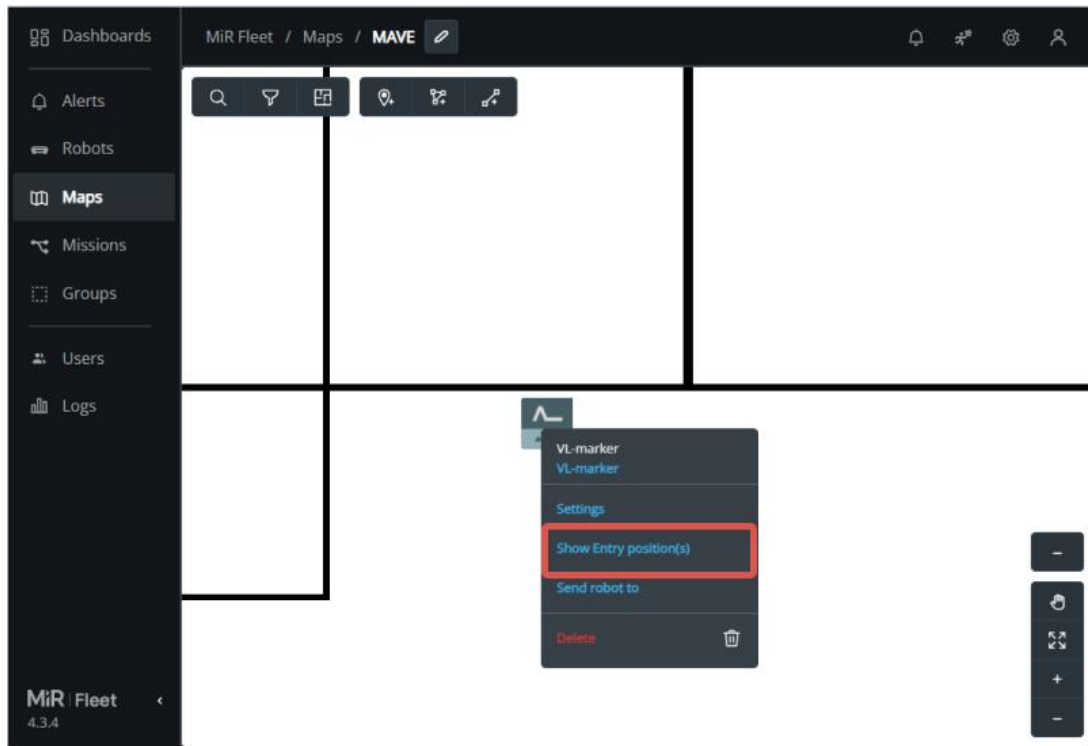 Dashboards
MiR Fleet / Maps / MAVE
Alerts
Robots
Maps
Missions
Groups
Users
Logs
VL-marker
VL-marker
Settings
Show Entry position(s)
Send robot to
Delete
MiR Fleet
4.3.4